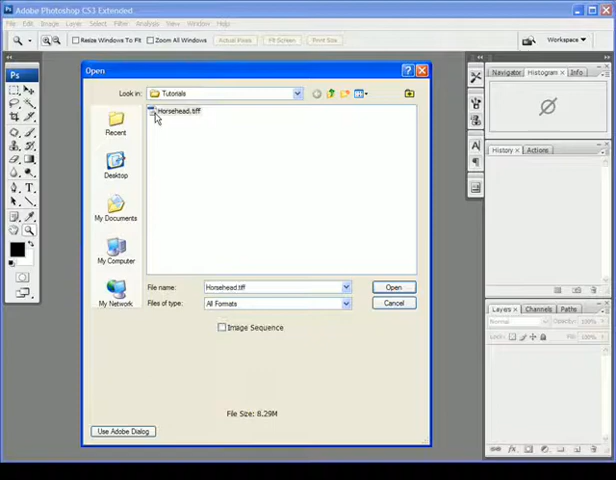 Adobe Photoshop CS3 Extended
File Edit Image Layer Select Filter Analysis View Window Help
Resize Windows To Fit Zoom All Windows Actual Pixels Fit Screen Print Size Workspace
Ps
Open
Look in: Tutorials
Horsehead.tiff
Recent
Desktop
My Documents
My Computer
My Network
File name: Horsehead.tiff Open
Files of type: All Formats Cancel
Image Sequence
File Size: 8.29M
Use Adobe Dialog
Navigator Histogram Info
History Actions
Layers Channels Paths
Normal Opacity: 100%
Lock: Fill: 100%